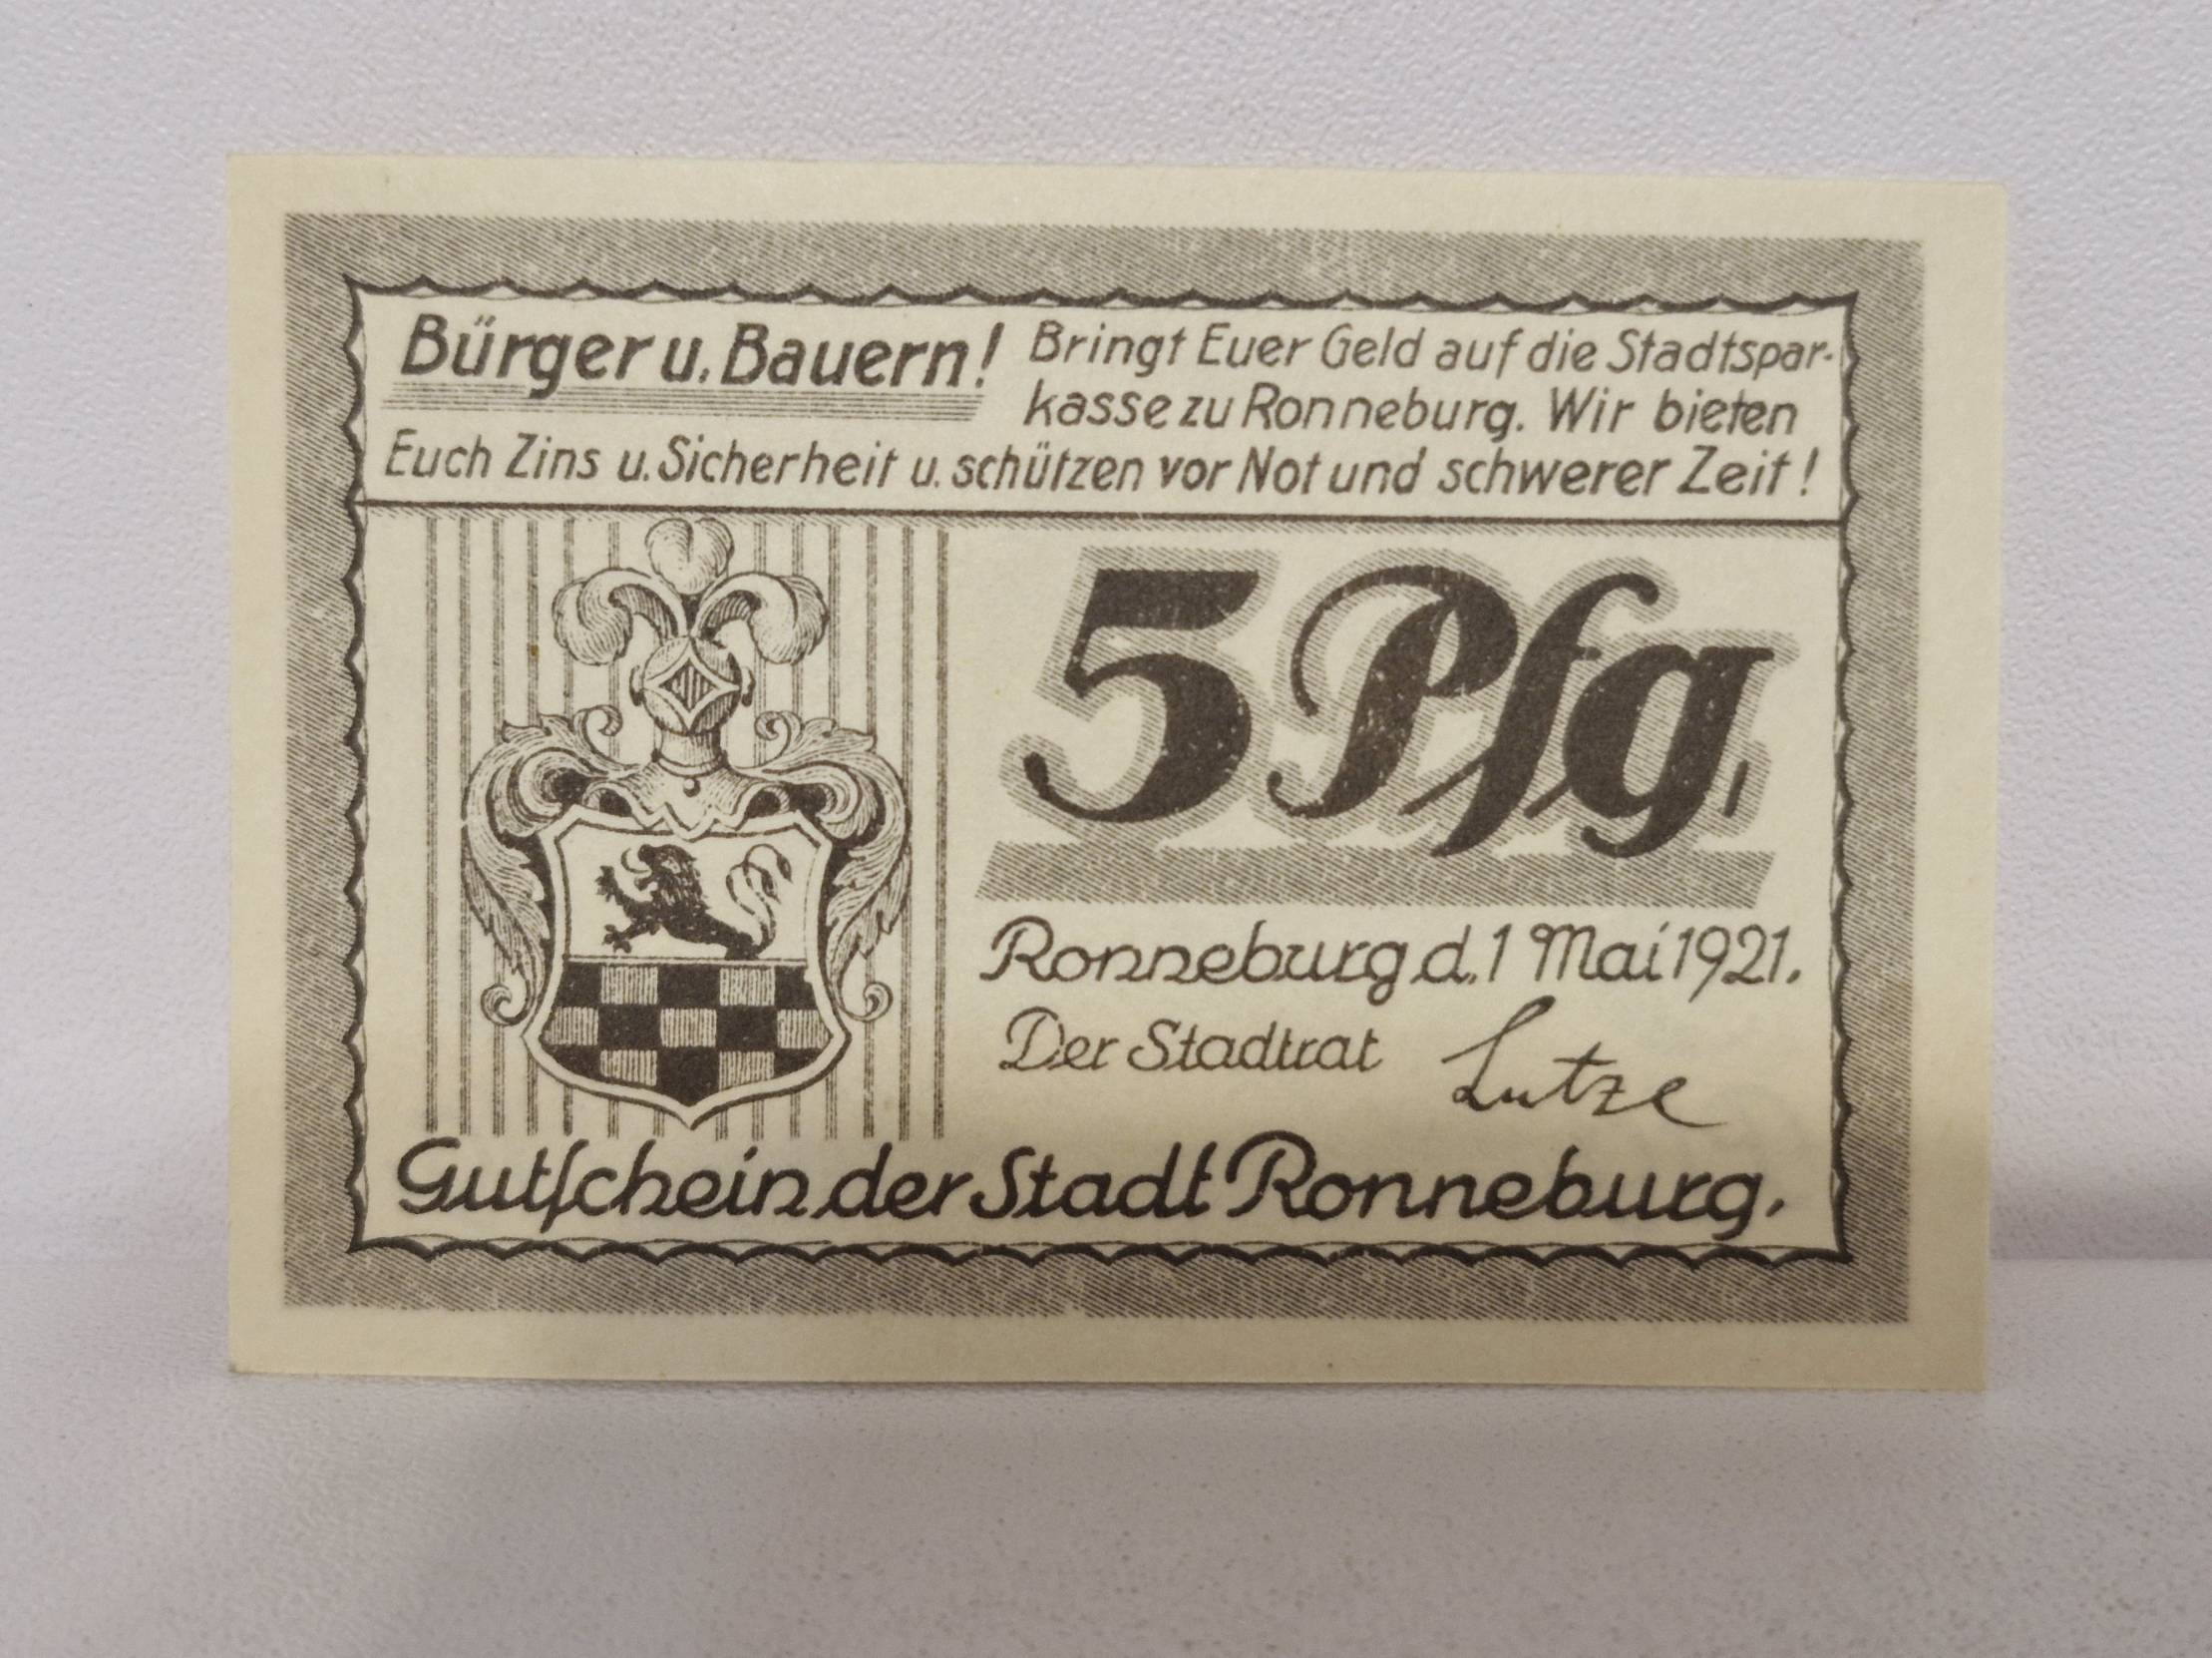 Bürger u. Bauern!
Bringt Euer Geld auf die Stadtspar-
kasse zu Ronneburg. Wir bieten
Euch Zins u. Sicherheit u. schützen vor Not und schwerer Zeit!
5 Pfg.
Ronneburg d. 1 Mai 1921.
Der Stadtrat
Lutze
Gutſchein der Stadt Ronneburg.